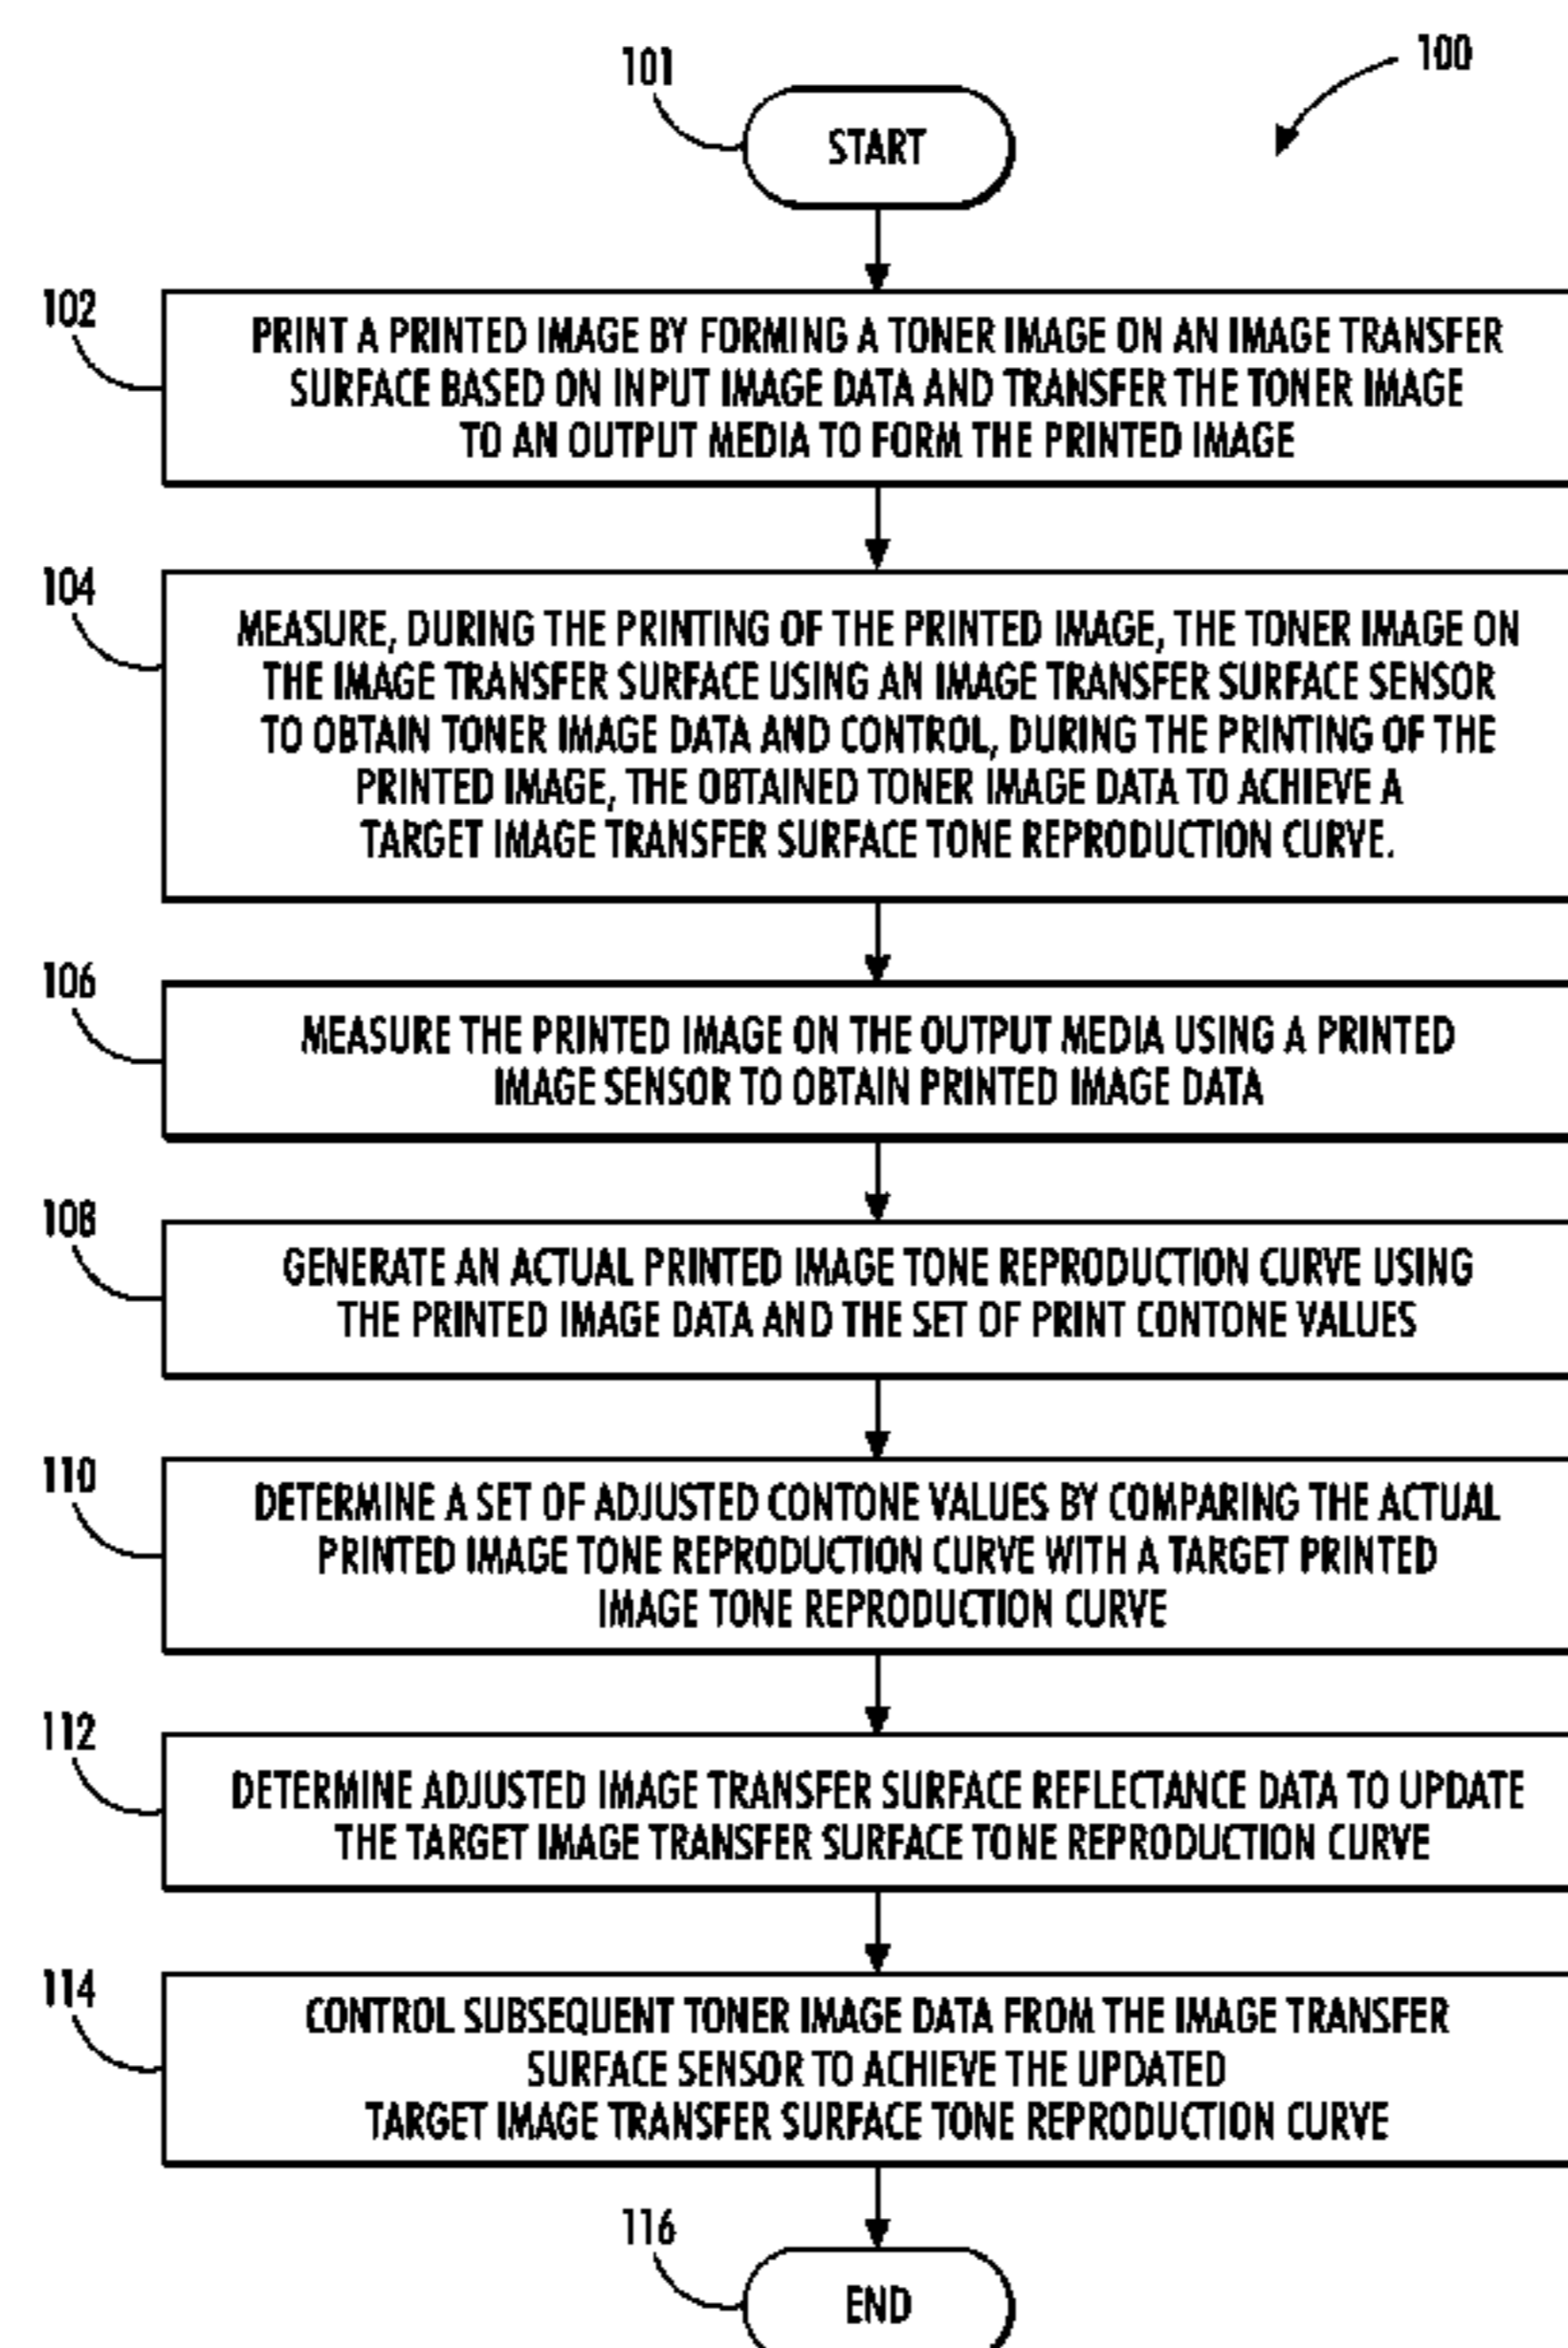 100
101
START
102
PRINT A PRINTED IMAGE BY FORMING A TONER IMAGE ON AN IMAGE TRANSFER
SURFACE BASED ON INPUT IMAGE DATA AND TRANSFER THE TONER IMAGE
TO AN OUTPUT MEDIA TO FORM THE PRINTED IMAGE
104
MEASURE, DURING THE PRINTING OF THE PRINTED IMAGE, THE TONER IMAGE ON
THE IMAGE TRANSFER SURFACE USING AN IMAGE TRANSFER SURFACE SENSOR
TO OBTAIN TONER IMAGE DATA AND CONTROL, DURING THE PRINTING OF THE
PRINTED IMAGE, THE OBTAINED TONER IMAGE DATA TO ACHIEVE A
TARGET IMAGE TRANSFER SURFACE TONE REPRODUCTION CURVE.
106
MEASURE THE PRINTED IMAGE ON THE OUTPUT MEDIA USING A PRINTED
IMAGE SENSOR TO OBTAIN PRINTED IMAGE DATA
108
GENERATE AN ACTUAL PRINTED IMAGE TONE REPRODUCTION CURVE USING
THE PRINTED IMAGE DATA AND THE SET OF PRINT CONTONE VALUES
110
DETERMINE A SET OF ADJUSTED CONTONE VALUES BY COMPARING THE ACTUAL
PRINTED IMAGE TONE REPRODUCTION CURVE WITH A TARGET PRINTED
IMAGE TONE REPRODUCTION CURVE
112
DETERMINE ADJUSTED IMAGE TRANSFER SURFACE REFLECTANCE DATA TO UPDATE
THE TARGET IMAGE TRANSFER SURFACE TONE REPRODUCTION CURVE
114
CONTROL SUBSEQUENT TONER IMAGE DATA FROM THE IMAGE TRANSFER
SURFACE SENSOR TO ACHIEVE THE UPDATED
TARGET IMAGE TRANSFER SURFACE TONE REPRODUCTION CURVE
116
END